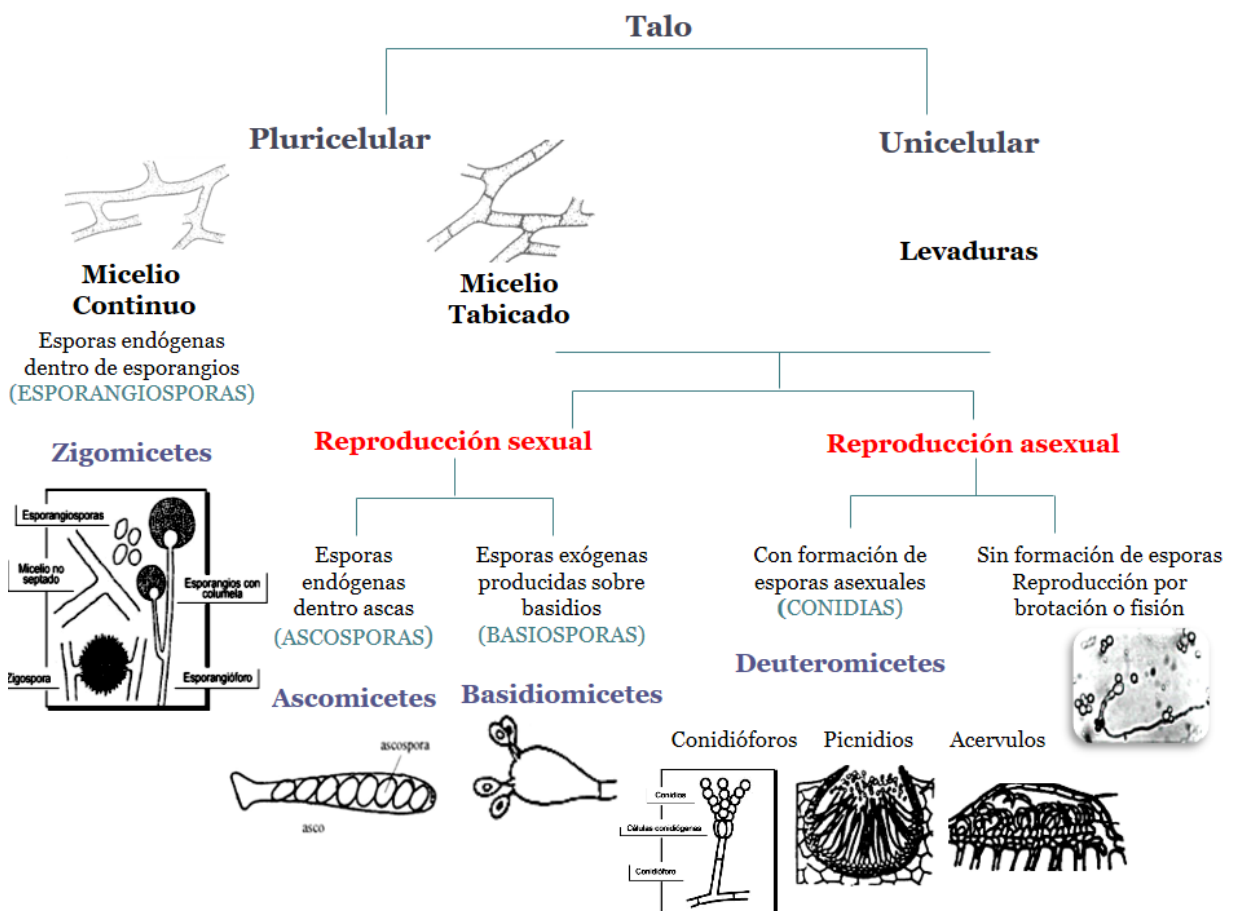 Talo
Pluricelular
Unicelular
Micelio
Continuo
Micelio
Tabicado
Levaduras
Esporas endógenas
dentro de esporangios
(ESPORANGIOSPORAS)
Zigomicetes
Esporangiosporas
Micelio no
septado
Esporangios con
columela
Zigospora
Esporangióforo
Reproducción sexual
Reproducción asexual
Esporas
endógenas
dentro ascas
(ASCOSPORAS)
Esporas exógenas
producidas sobre
basidios
(BASIOSPORAS)
Con formación de
esporas asexuales
(CONIDIAS)
Sin formación de esporas
Reproducción por
brotación o fisión
Ascomicetes
Basidiomicetes
Deuteromicetes
ascospora
asco
Conidióforos
Picnidios
Acervulos
Conidios
Células conidiógenas
Conidióforo